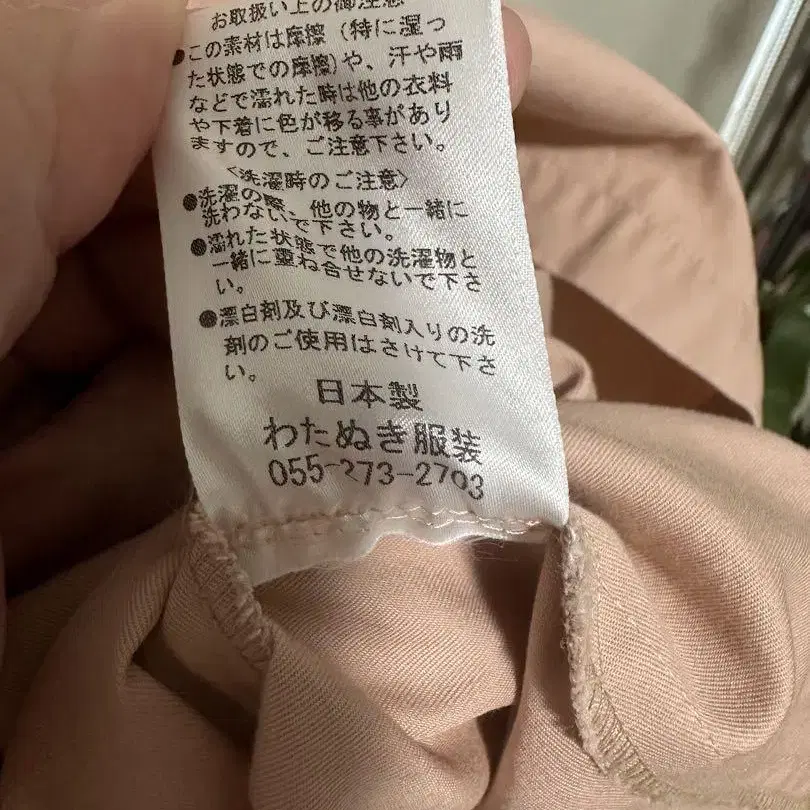 お取扱い上の御注意
●この素材は摩擦（特に湿っ
た状態での摩擦）や、汗や雨
などで濡れた時は他の衣料
や下着に色が移る事があり
ますので、ご注意下さい。
〈洗濯時のご注意〉
●洗濯の際、他の物と一緒に
洗わないで下さい。
●濡れた状態で他の洗濯物と
一緒に重ね合せないで下さ
い。
●漂白剤及び漂白剤入りの洗
剤のご使用はさけて下さ
い。
日本製
わたぬき服装
055-273-2703